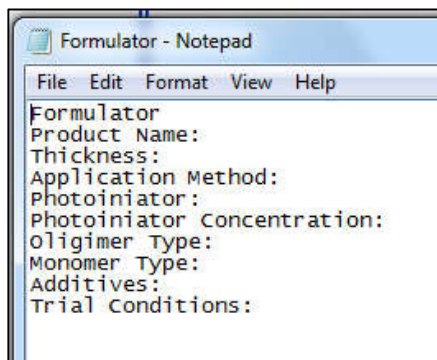 Formulator - Notepad
File Edit Format View Help
Formulator
Product Name:
Thickness:
Application Method:
Photoiniator:
Photoiniator Concentration:
Oligimer Type:
Monomer Type:
Additives:
Trial Conditions: